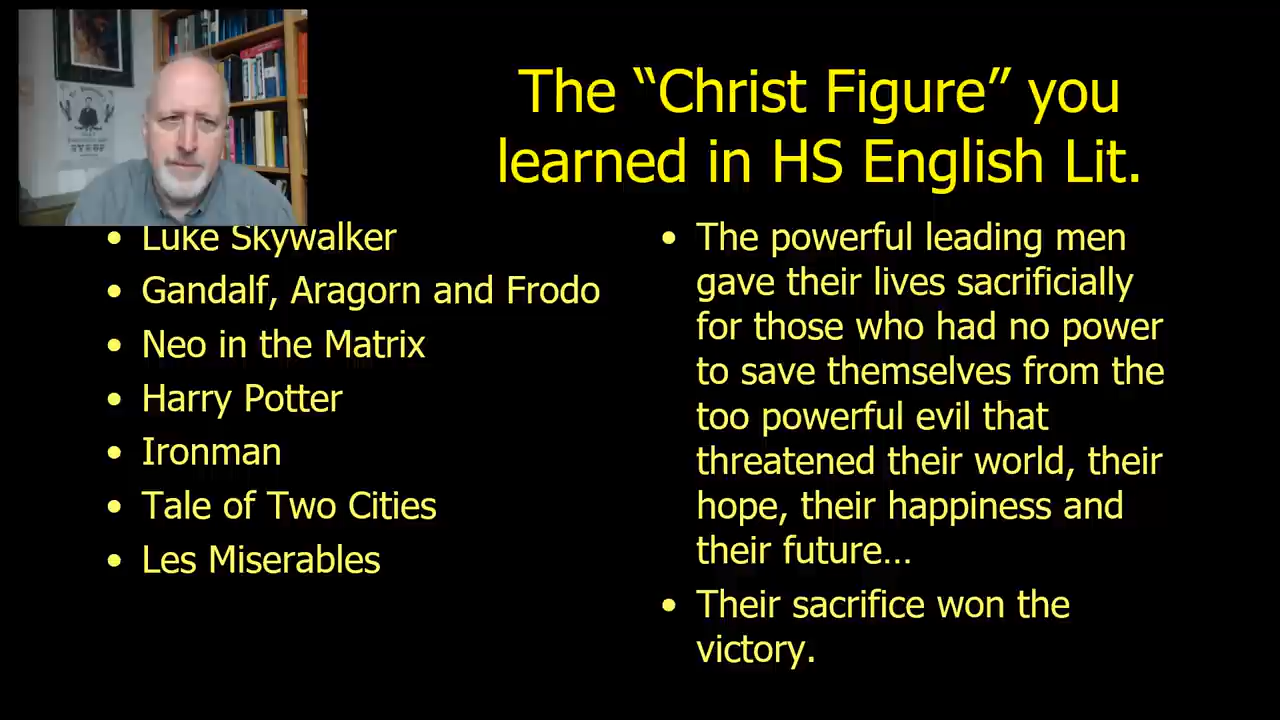 The “Christ Figure” you
learned in HS English Lit.
• Luke Skywalker
• Gandalf, Aragorn and Frodo
• Neo in the Matrix
• Harry Potter
• Ironman
• Tale of Two Cities
• Les Miserables
• The powerful leading men
gave their lives sacrificially
for those who had no power
to save themselves from the
too powerful evil that
threatened their world, their
hope, their happiness and
their future...
• Their sacrifice won the
victory.